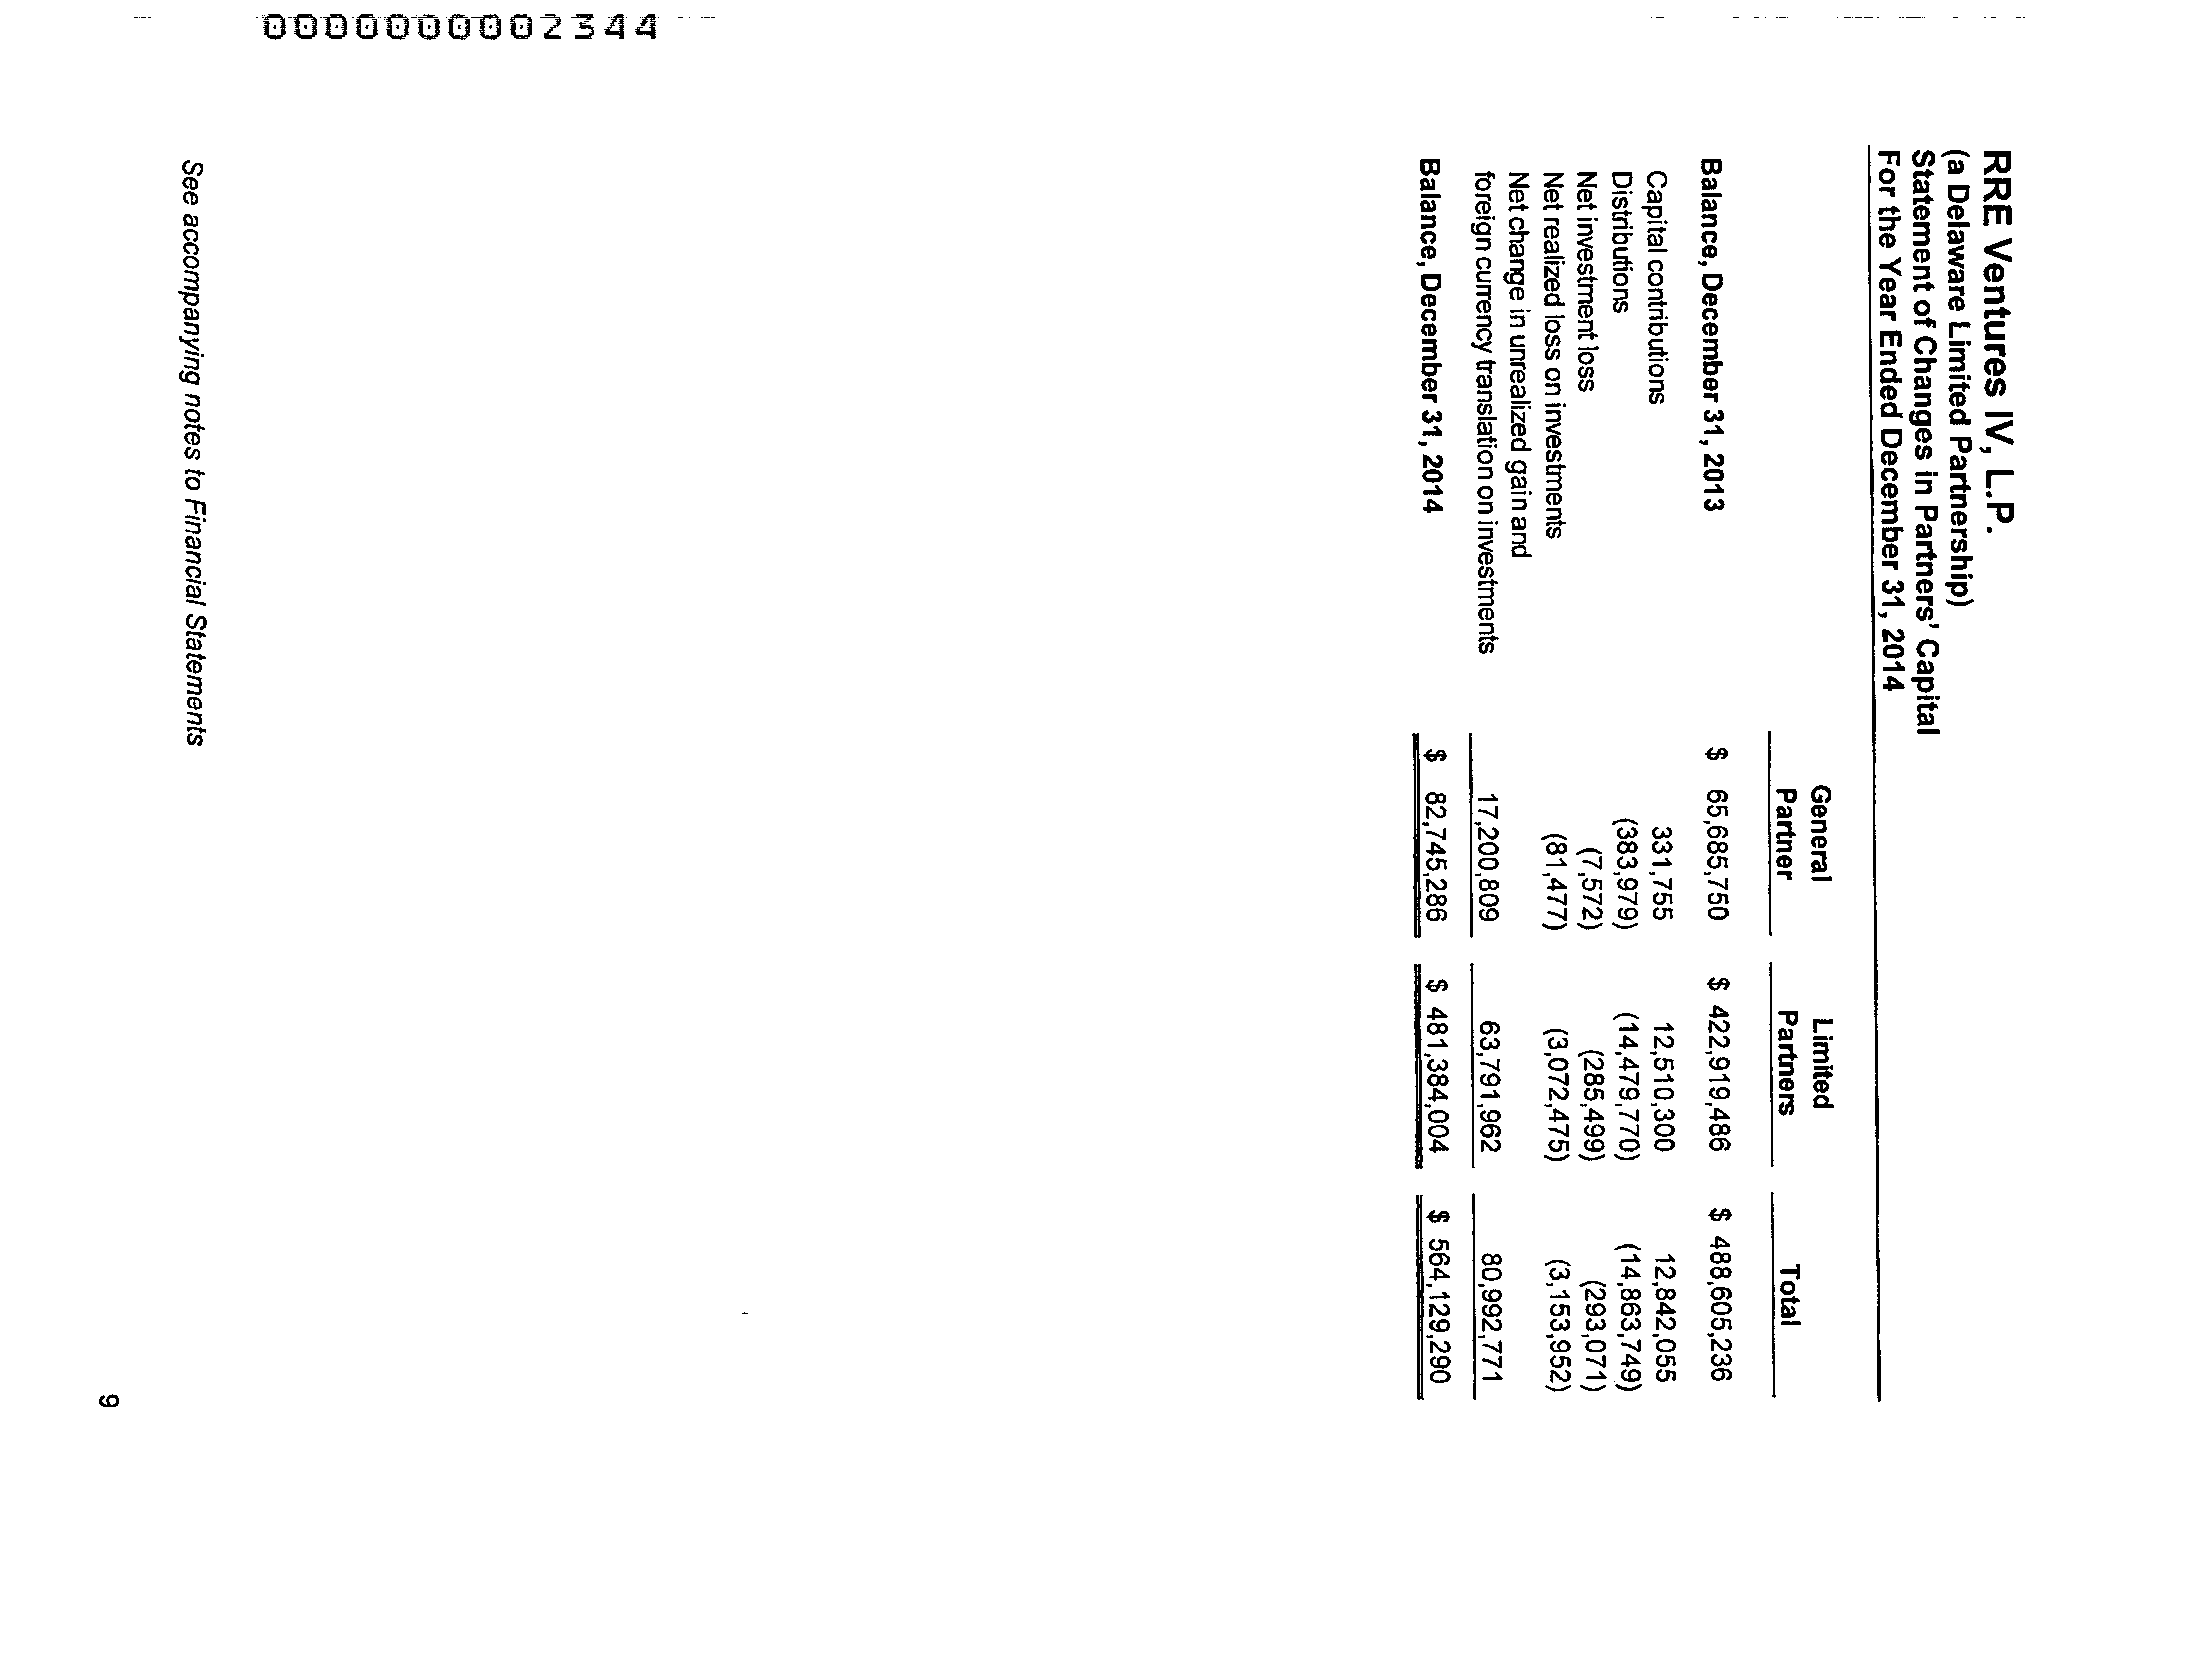 0000000002344
RRE Ventures IV, L.P.
(a Delaware Limited Partnership)
Statement of Changes in Partners' Capital
For the Year Ended December 31, 2014
General Limited
Partner Partners Total
Balance, December 31, 2013 $ 65,685,750 $ 422,919,486 $ 488,605,236
Capital contributions 331,755 12,510,300 12,842,055
Distributions (383,979) (14,479,770) (14,863,749)
Net investment loss (7,572) (285,499) (293,071)
Net realized loss on investments (81,477) (3,072,475) (3,153,952)
Net change in unrealized gain and
foreign currency translation on investments 17,200,809 63,791,962 80,992,771
Balance, December 31, 2014 $ 82,745,286 $ 481,384,004 $ 564,129,290
See accompanying notes to Financial Statements
9